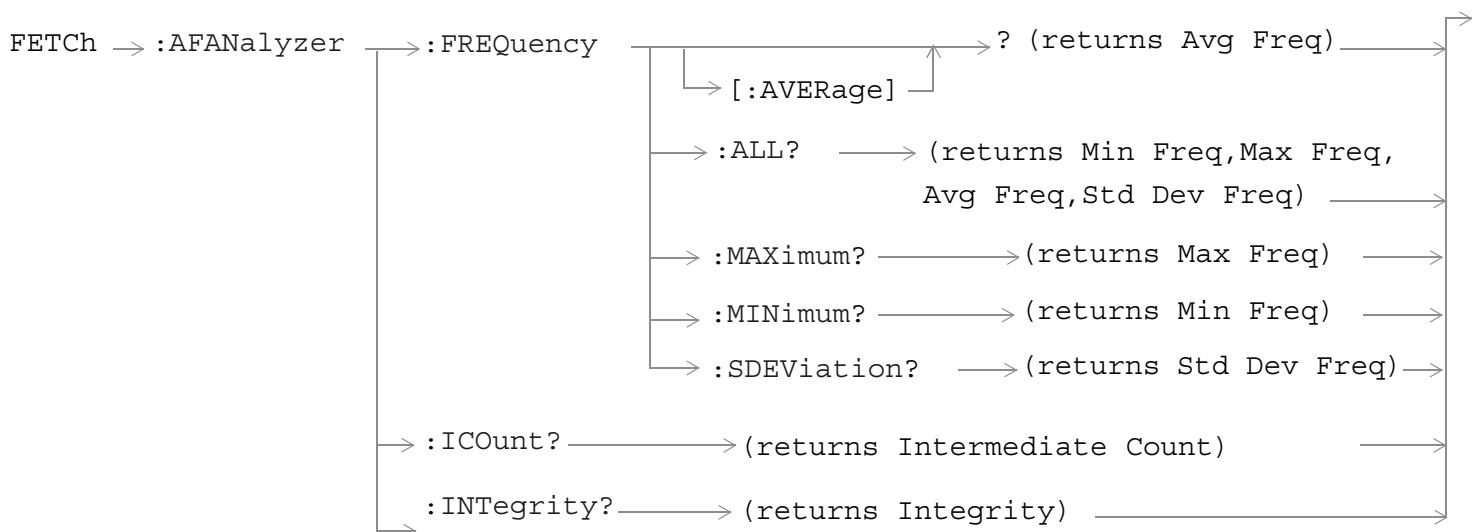 FETCh :AFANalyzer :FREQuency ? (returns Avg Freq)
[:AVERage]
:ALL? (returns Min Freq,Max Freq,
Avg Freq,Std Dev Freq)
:MAXimum? (returns Max Freq)
:MINimum? (returns Min Freq)
:SDEViation? (returns Std Dev Freq)
:ICOunt? (returns Intermediate Count)
:INTegrity? (returns Integrity)